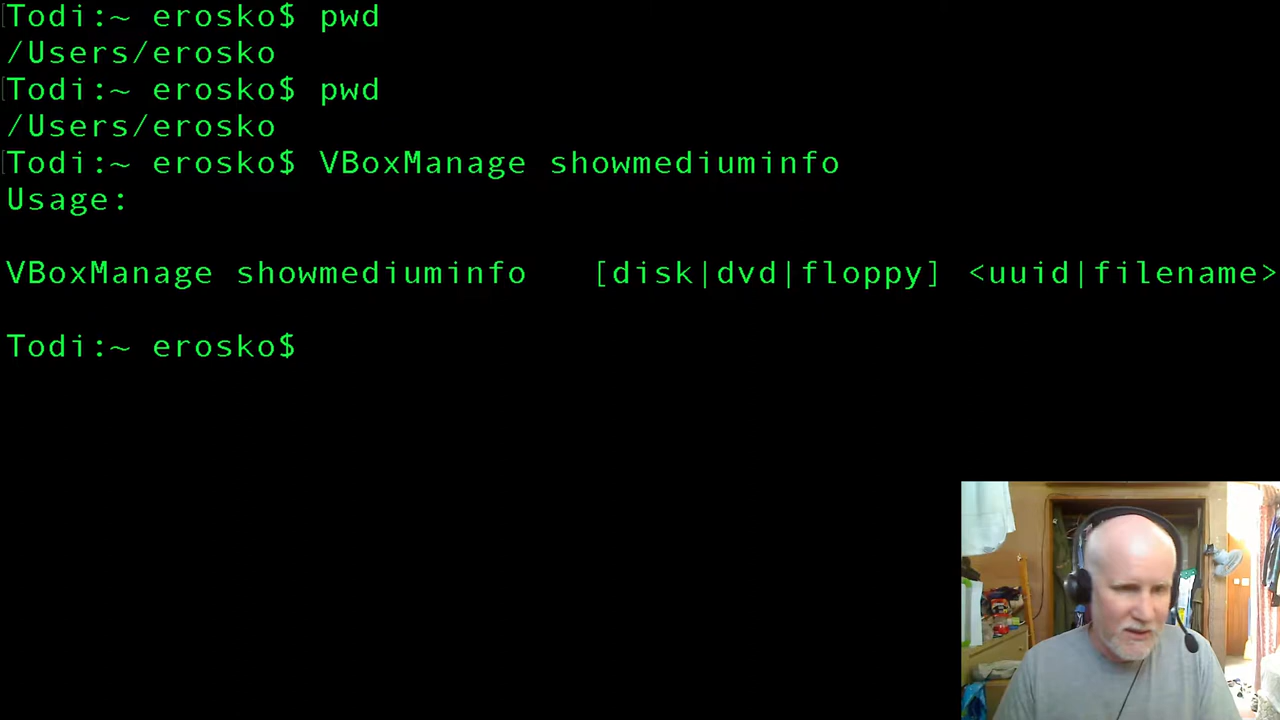 Todi:~ erosko$ pwd
/Users/erosko
Todi:~ erosko$ pwd
/Users/erosko
Todi:~ erosko$ VBoxManage showmediuminfo
Usage:
VBoxManage showmediuminfo   [disk|dvd|floppy] <uuid|filename>
Todi:~ erosko$